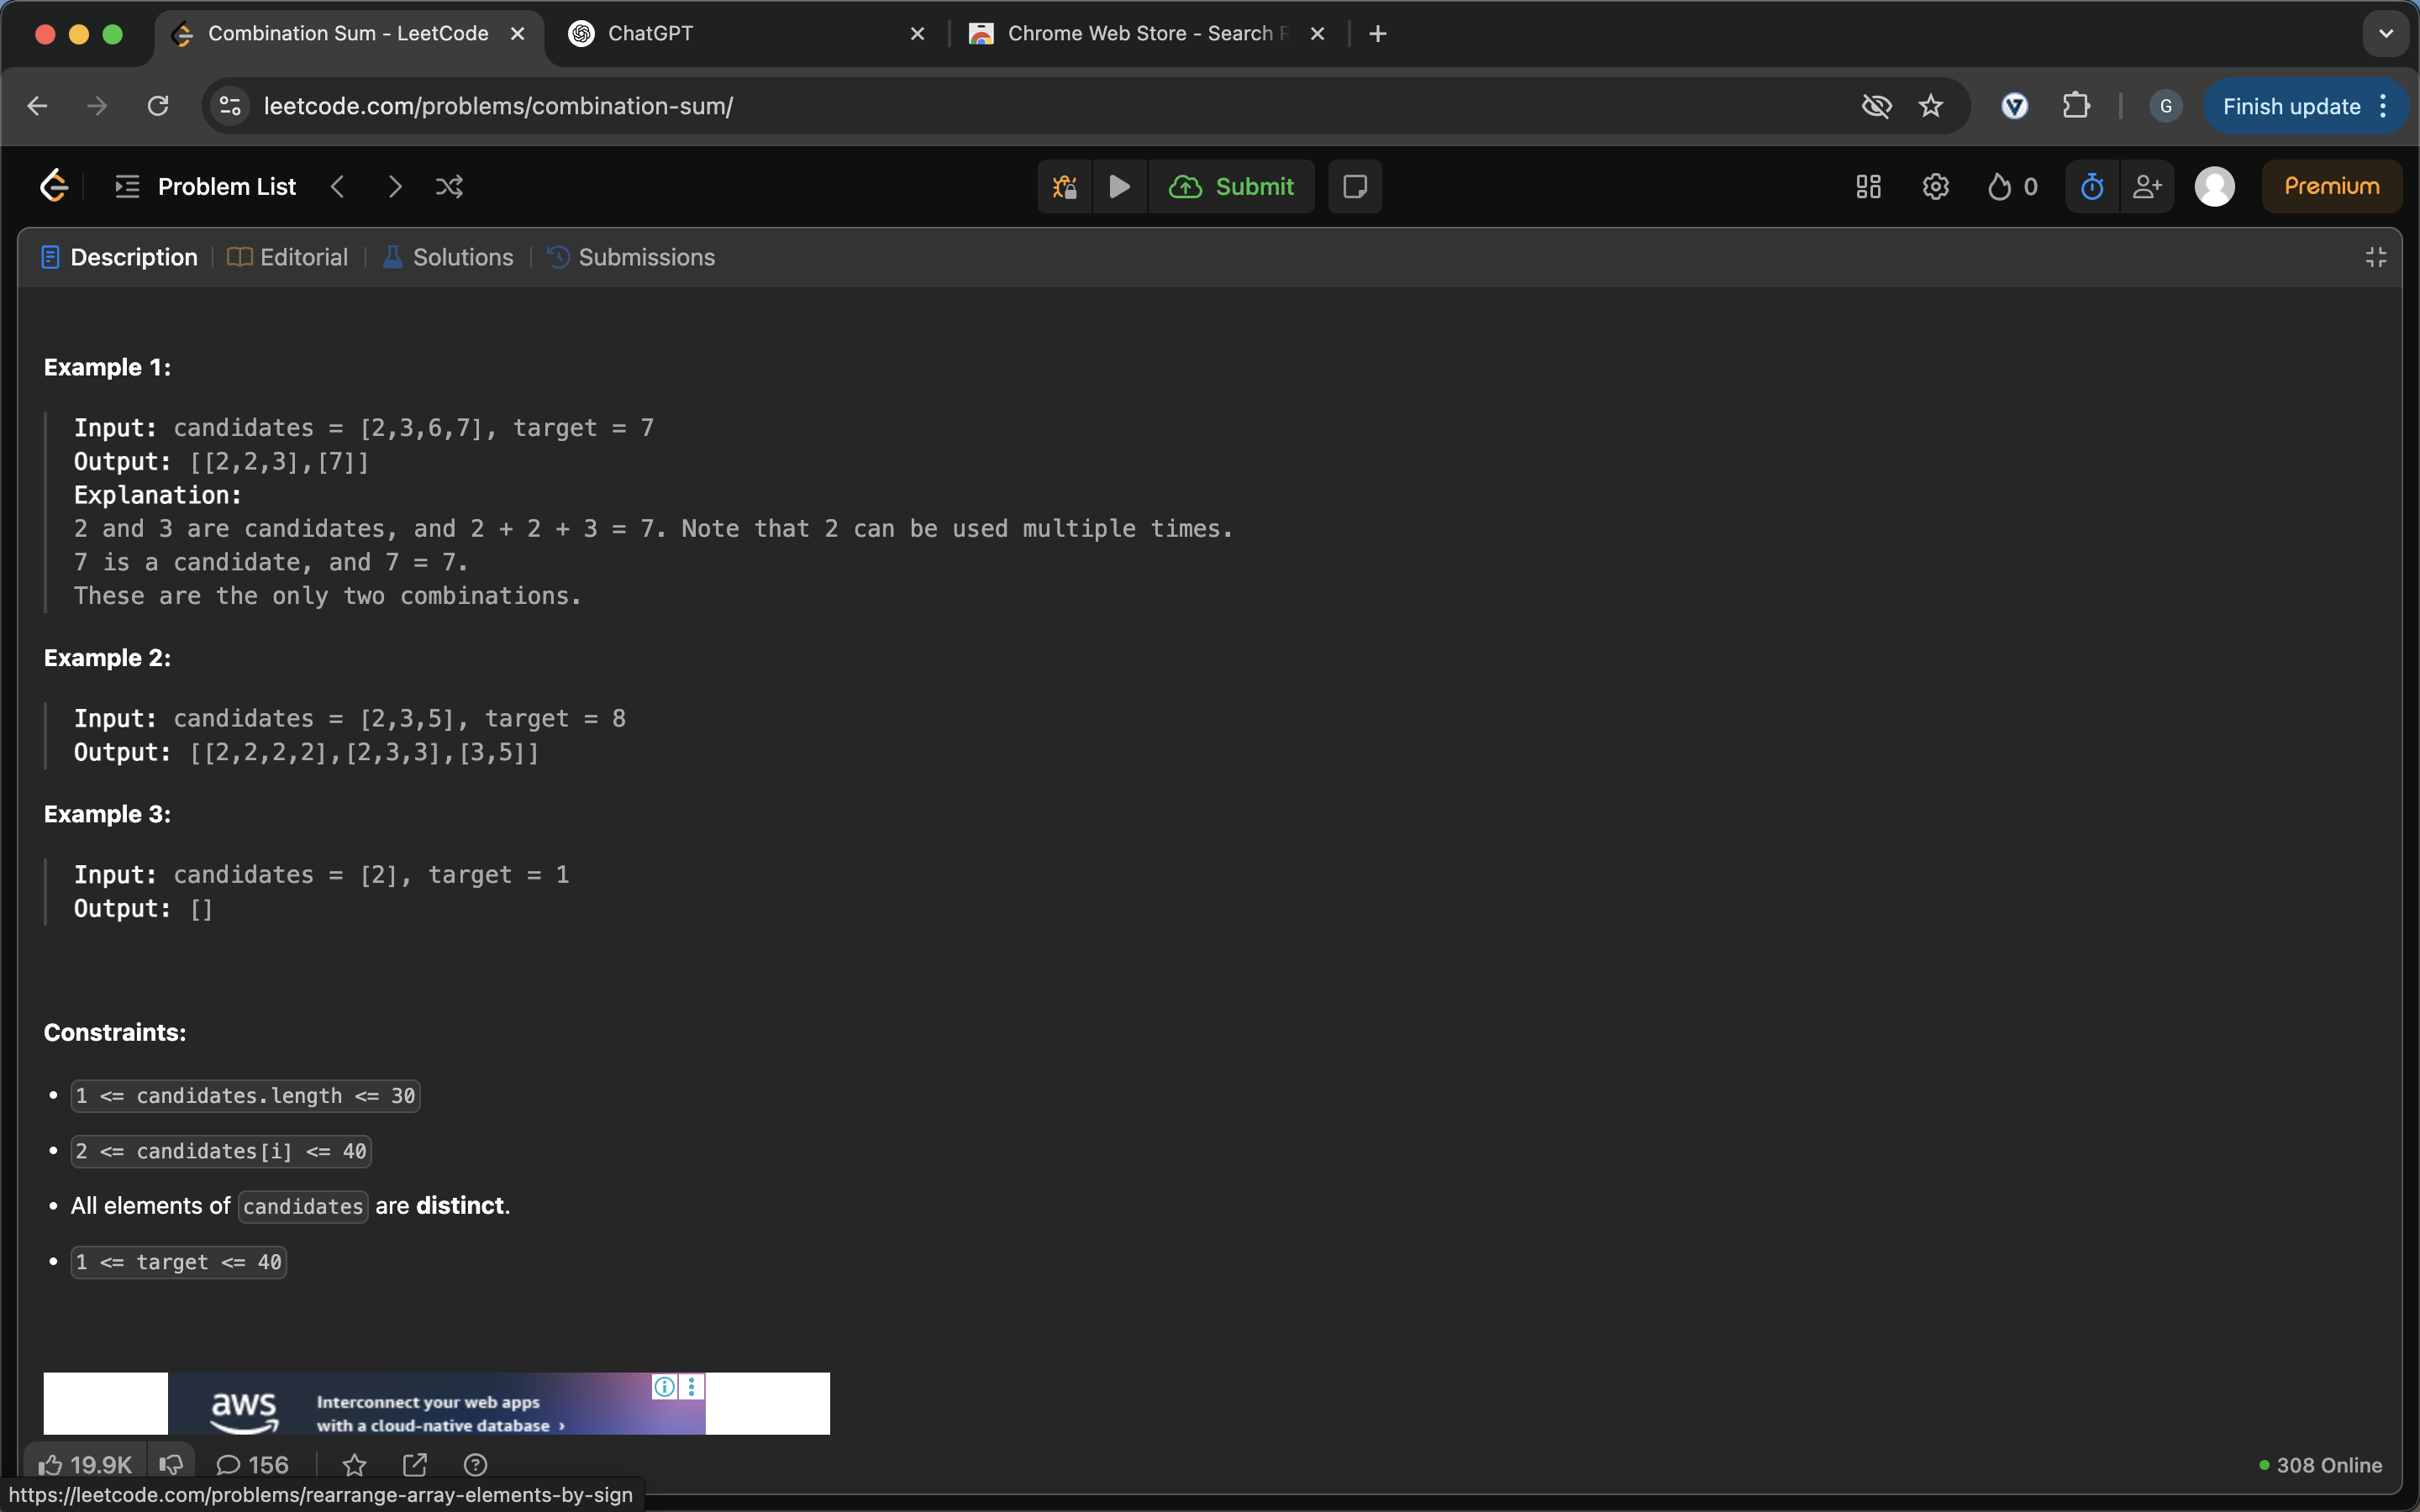 Combination Sum - LeetCode
ChatGPT
Chrome Web Store - Search
leetcode.com/problems/combination-sum/
G
Finish update
Problem List
Submit
0
Premium
Description
Editorial
Solutions
Submissions
Example 1:
Input: candidates = [2,3,6,7], target = 7
Output: [[2,2,3],[7]]
Explanation:
2 and 3 are candidates, and 2 + 2 + 3 = 7. Note that 2 can be used multiple times.
7 is a candidate, and 7 = 7.
These are the only two combinations.
Example 2:
Input: candidates = [2,3,5], target = 8
Output: [[2,2,2,2],[2,3,3],[3,5]]
Example 3:
Input: candidates = [2], target = 1
Output: []
Constraints:
1 <= candidates.length <= 30
2 <= candidates[i] <= 40
All elements of candidates are distinct.
1 <= target <= 40
aws
Interconnect your web apps
with a cloud-native database ›
19.9K
156
308 Online
https://leetcode.com/problems/rearrange-array-elements-by-sign